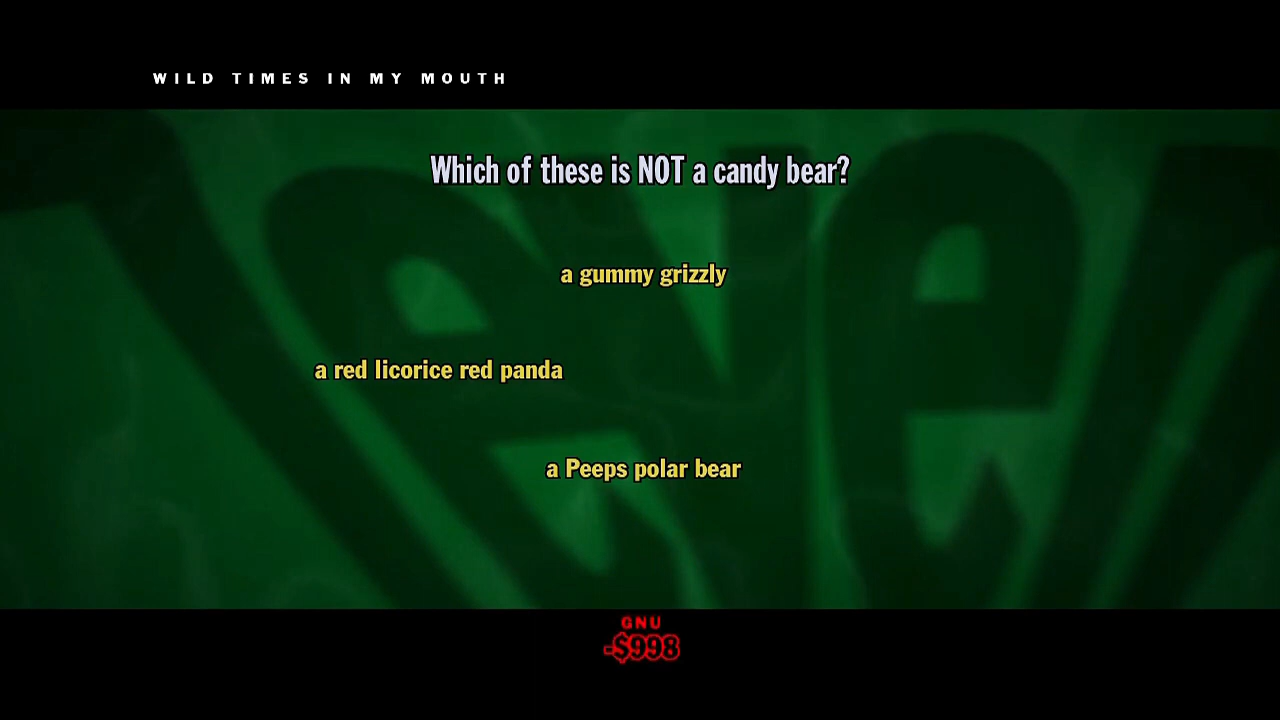 WILD TIMES IN MY MOUTH
Which of these is NOT a candy bear?
a gummy grizzly
a red licorice red panda
a Peeps polar bear
GNU
-$998